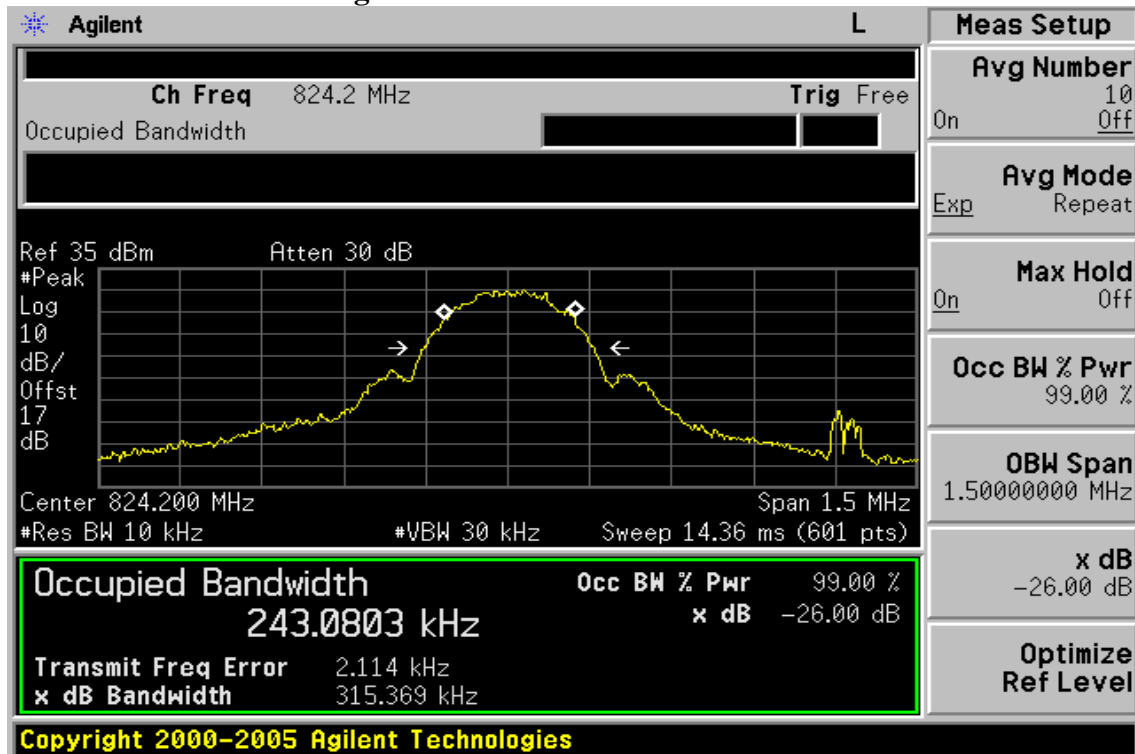 Agilent L Meas Setup
Ch Freq 824.2 MHz Trig Free
Occupied Bandwidth
Avg Number
10
On Off
Avg Mode
Exp Repeat
Max Hold
On Off
Occ BW % Pwr
99.00 %
OBW Span
1.50000000 MHz
x dB
-26.00 dB
Optimize
Ref Level
Ref 35 dBm Atten 30 dB
#Peak
Log
10
dB/
Offst
17
dB
Center 824.200 MHz Span 1.5 MHz
#Res BW 10 kHz #VBW 30 kHz Sweep 14.36 ms (601 pts)
Occupied Bandwidth Occ BW % Pwr 99.00 %
243.0803 kHz x dB -26.00 dB
Transmit Freq Error 2.114 kHz
x dB Bandwidth 315.369 kHz
Copyright 2000-2005 Agilent Technologies